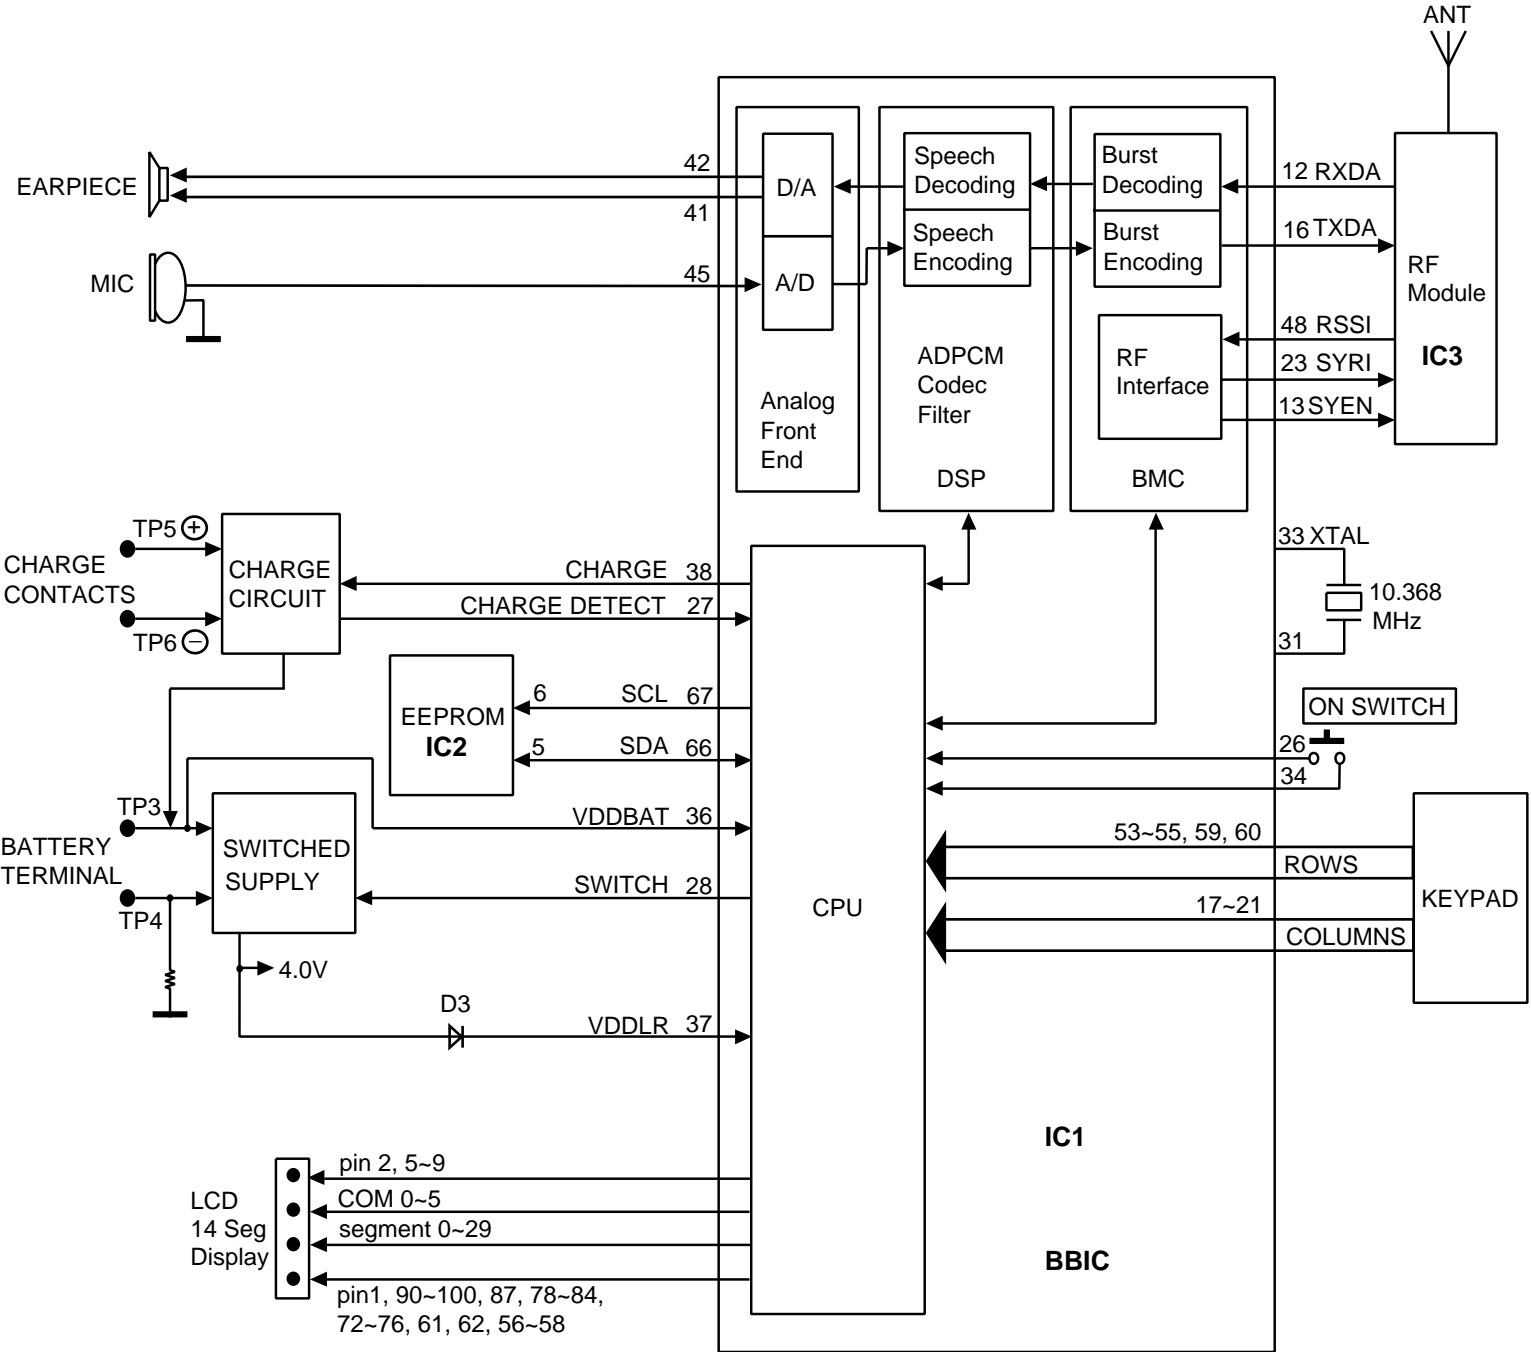 ANT
EARPIECE
42
41
D/A
Speech
Decoding
Burst
Decoding
12 RXDA
Speech
Encoding
Burst
Encoding
16 TXDA
MIC
45
A/D
RF
Module
IC3
48 RSSI
23 SYRI
13 SYEN
RF
Interface
ADPCM
Codec
Filter
Analog
Front
End
DSP
BMC
33 XTAL
10.368
MHz
31
TP5 +
CHARGE
CONTACTS
TP6 −
CHARGE
CIRCUIT
CHARGE 38
CHARGE DETECT 27
EEPROM
IC2
6 SCL 67
5 SDA 66
ON SWITCH
26
34
TP3
BATTERY
TERMINAL
TP4
SWITCHED
SUPPLY
VDDBAT 36
SWITCH 28
CPU
53~55, 59, 60
ROWS
17~21
COLUMNS
KEYPAD
4.0V
D3
VDDLR 37
IC1
BBIC
LCD
14 Seg
Display
pin 2, 5~9
COM 0~5
segment 0~29
pin1, 90~100, 87, 78~84,
72~76, 61, 62, 56~58